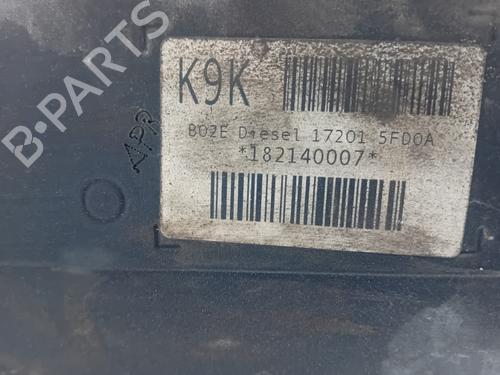 B-PARTS
K9K
B02E Diesel 17201 5FD0A
*182140007*